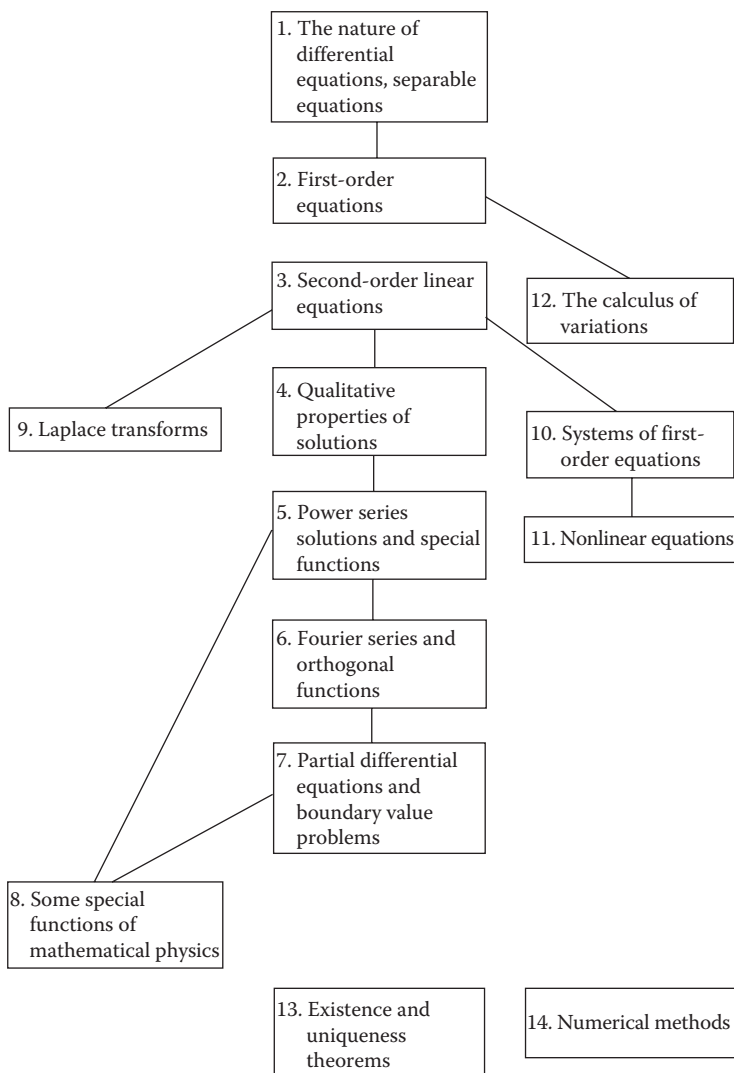 1. The nature of
differential
equations, separable
equations
2. First-order
equations
3. Second-order linear
equations
12. The calculus of
variations
4. Qualitative
properties of
solutions
9. Laplace transforms
10. Systems of first-
order equations
5. Power series
solutions and special
functions
11. Nonlinear equations
6. Fourier series and
orthogonal
functions
7. Partial differential
equations and
boundary value
problems
8. Some special
functions of
mathematical physics
13. Existence and
uniqueness
theorems
14. Numerical methods